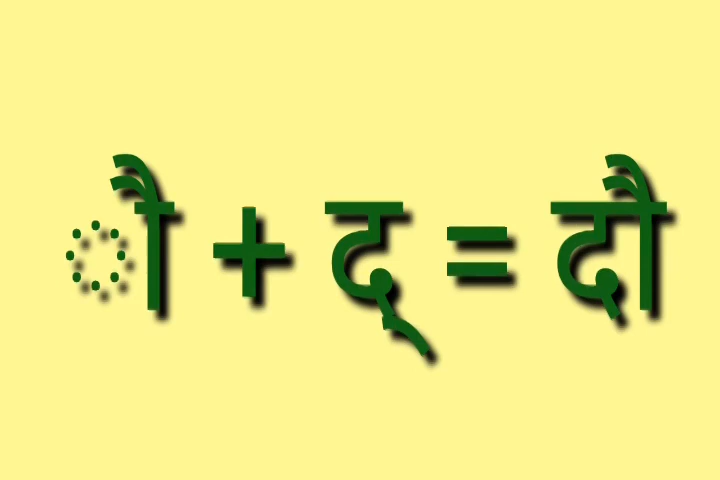 ौ + द् = दौ